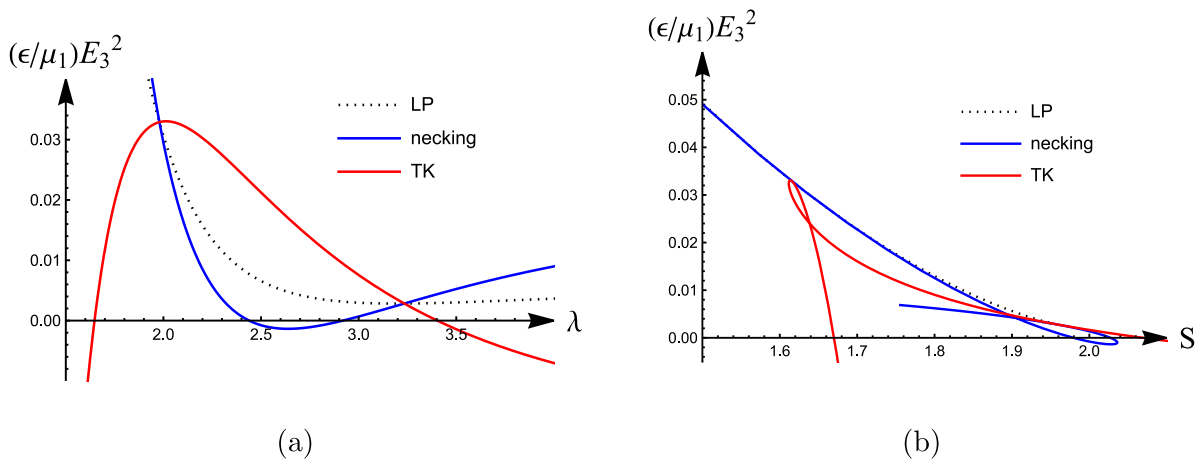 (ϵ/μ₁)E₃²
LP
necking
TK
0.03
0.02
0.01
0.00
2.0 2.5 3.0 3.5
λ
(a)
(ϵ/μ₁)E₃²
0.05
LP
0.04
necking
0.03
TK
0.02
0.01
0.00
1.6 1.7 1.8 1.9 2.0
S
(b)